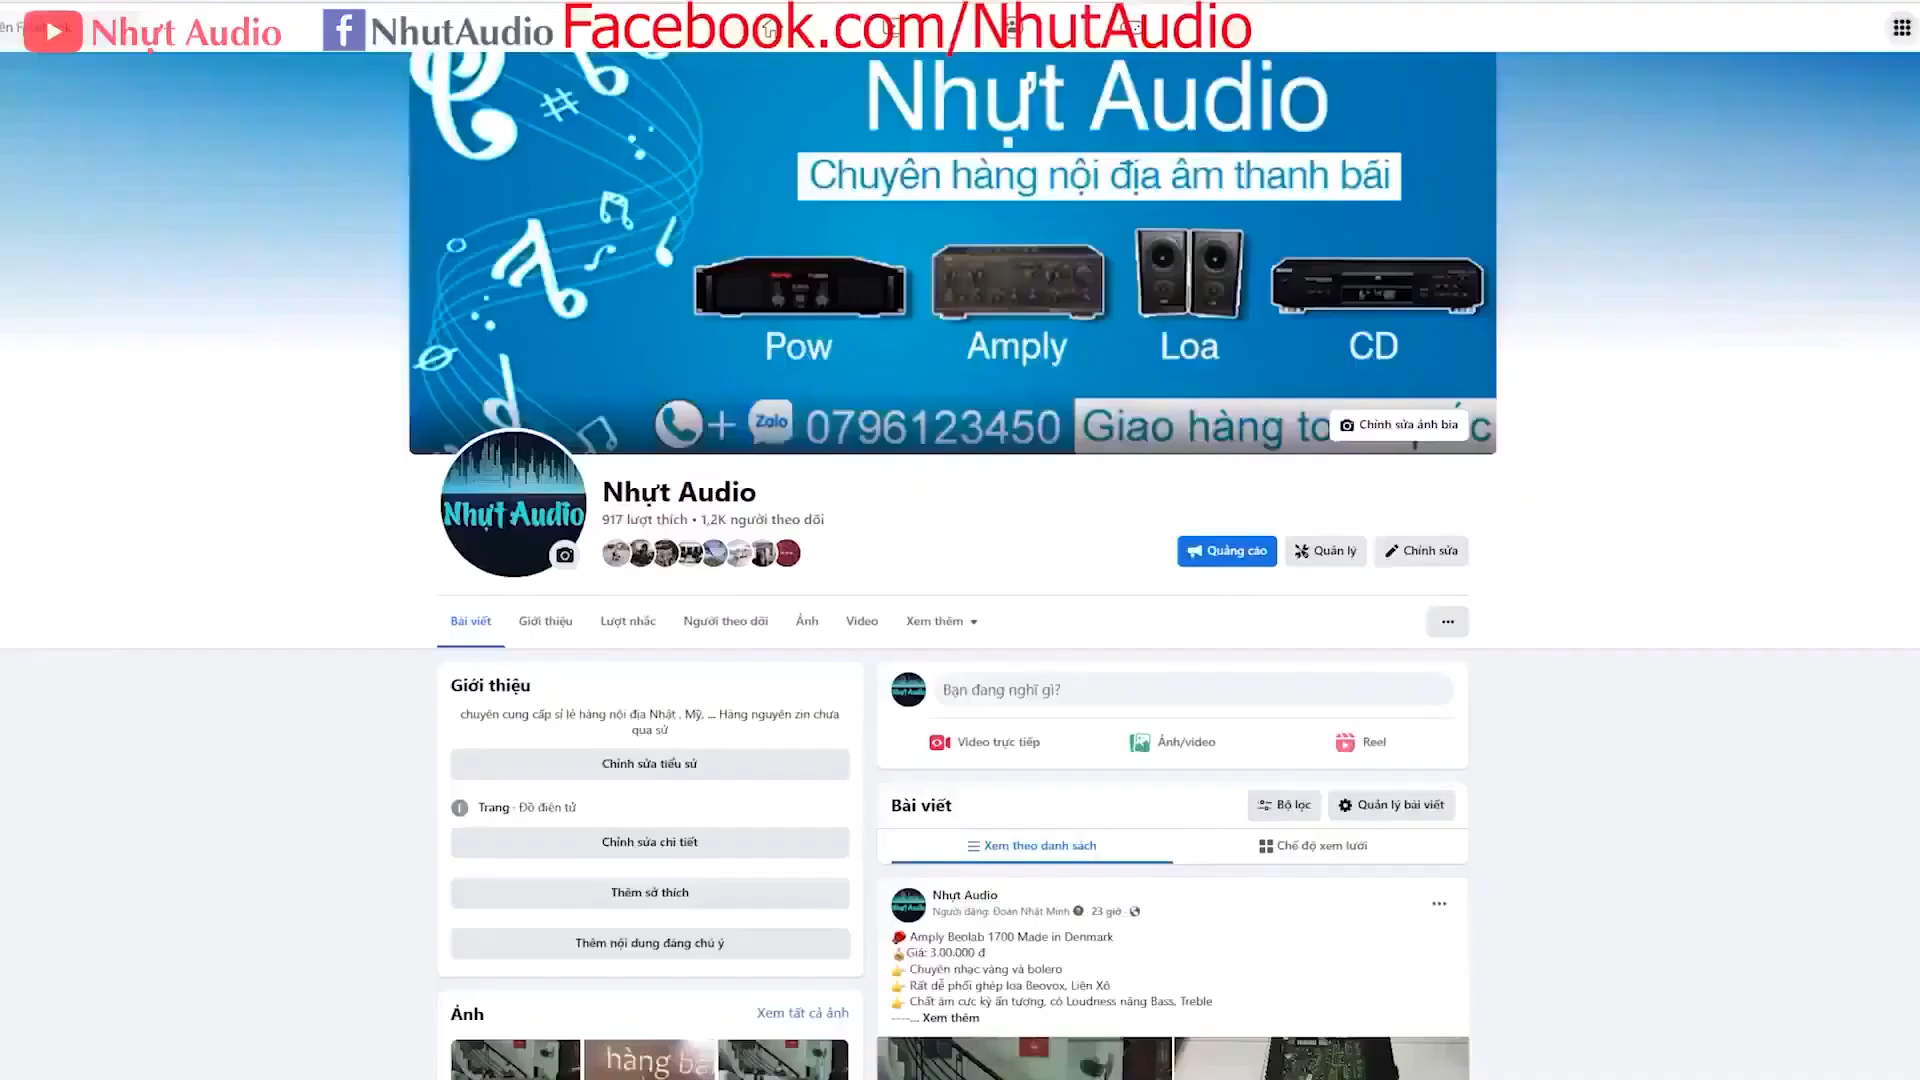 Nhựt Audio
NhutAudio
Facebook.com/NhutAudio
Nhựt Audio
Chuyên hàng nội địa âm thanh bãi
Pow
Amply
Loa
CD
+ Zalo 0796123450
Giao hàng
Chỉnh sửa ảnh bìa
Nhựt Audio
Nhựt Audio
917 lượt thích • 1,2K người theo dõi
Quảng cáo
Quản lý
Chỉnh sửa
Bài viết
Giới thiệu
Lượt nhắc
Người theo dõi
Ảnh
Video
Xem thêm
Giới thiệu
chuyên cung cấp sỉ lẻ hàng nội địa Nhật , Mỹ, ... Hàng nguyên zin chưa
qua sử
Chỉnh sửa tiểu sử
Trang · Đồ điện tử
Chỉnh sửa chi tiết
Thêm sở thích
Thêm nội dung đáng chú ý
Ảnh
Xem tất cả ảnh
hàng
Bạn đang nghĩ gì?
Video trực tiếp
Ảnh/video
Reel
Bài viết
Bộ lọc
Quản lý bài viết
Xem theo danh sách
Chế độ xem lưới
Nhựt Audio
Người đăng: Đoàn Nhật Minh · 23 giờ ·
Amply Beolab 1700 Made in Denmark
Giá: 3.00.000 đ
Chuyên nhạc vàng và bolero
Rất dễ phối ghép loa Beovox, Liên Xô
Chất âm cực kỳ ấn tượng, có Loudness nâng Bass, Treble
----... Xem thêm